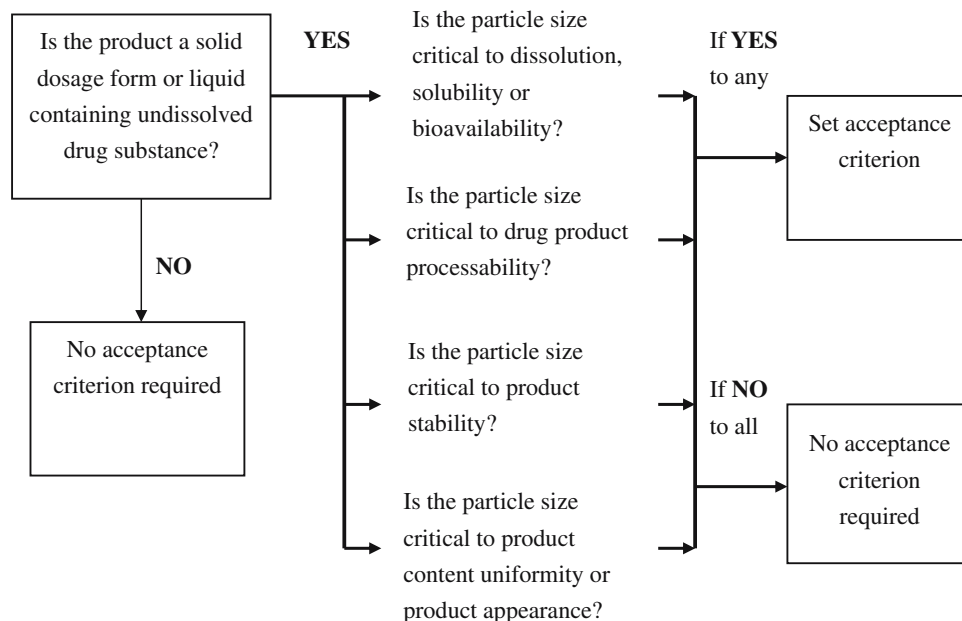 Is the product a solid
dosage form or liquid
containing undissolved
drug substance?
YES
NO
No acceptance
criterion required
Is the particle size
critical to dissolution,
solubility or
bioavailability?
Is the particle size
critical to drug product
processability?
Is the particle size
critical to product
stability?
Is the particle size
critical to product
content uniformity or
product appearance?
If YES
to any
Set acceptance
criterion
If NO
to all
No acceptance
criterion
required